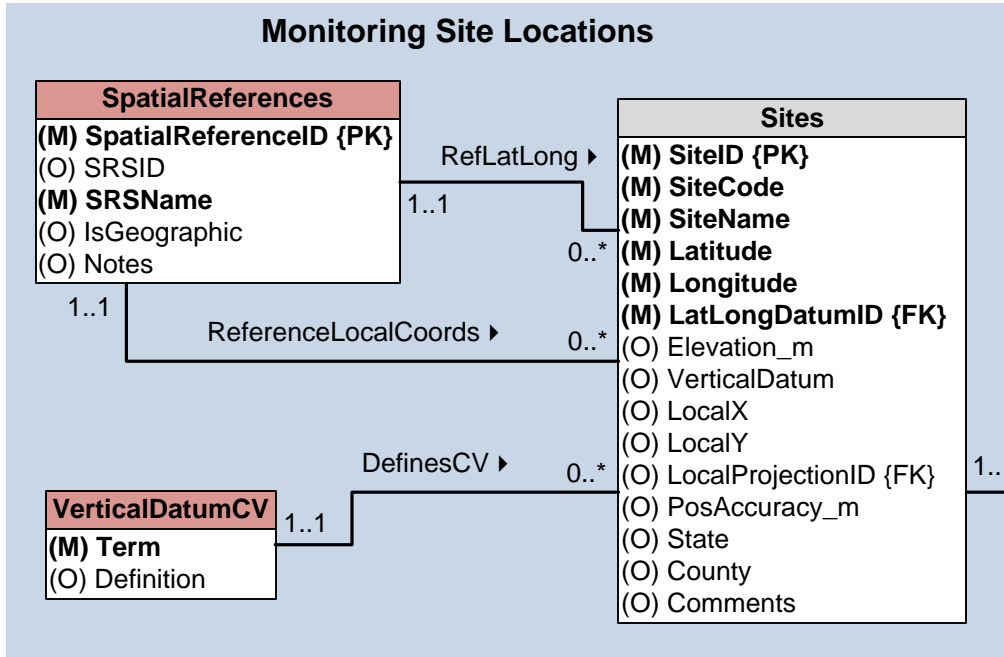 Monitoring Site Locations
SpatialReferences
(M) SpatialReferenceID {PK}
(O) SRSID
(M) SRSName
(O) IsGeographic
(O) Notes
RefLatLong
1..1
0..*
1..1
ReferenceLocalCoords
0..*
Sites
(M) SiteID {PK}
(M) SiteCode
(M) SiteName
(M) Latitude
(M) Longitude
(M) LatLongDatumID {FK}
(O) Elevation_m
(O) VerticalDatum
(O) LocalX
(O) LocalY
(O) LocalProjectionID {FK}
(O) PosAccuracy_m
(O) State
(O) County
(O) Comments
1..
DefinesCV
0..*
1..1
VerticalDatumCV
(M) Term
(O) Definition